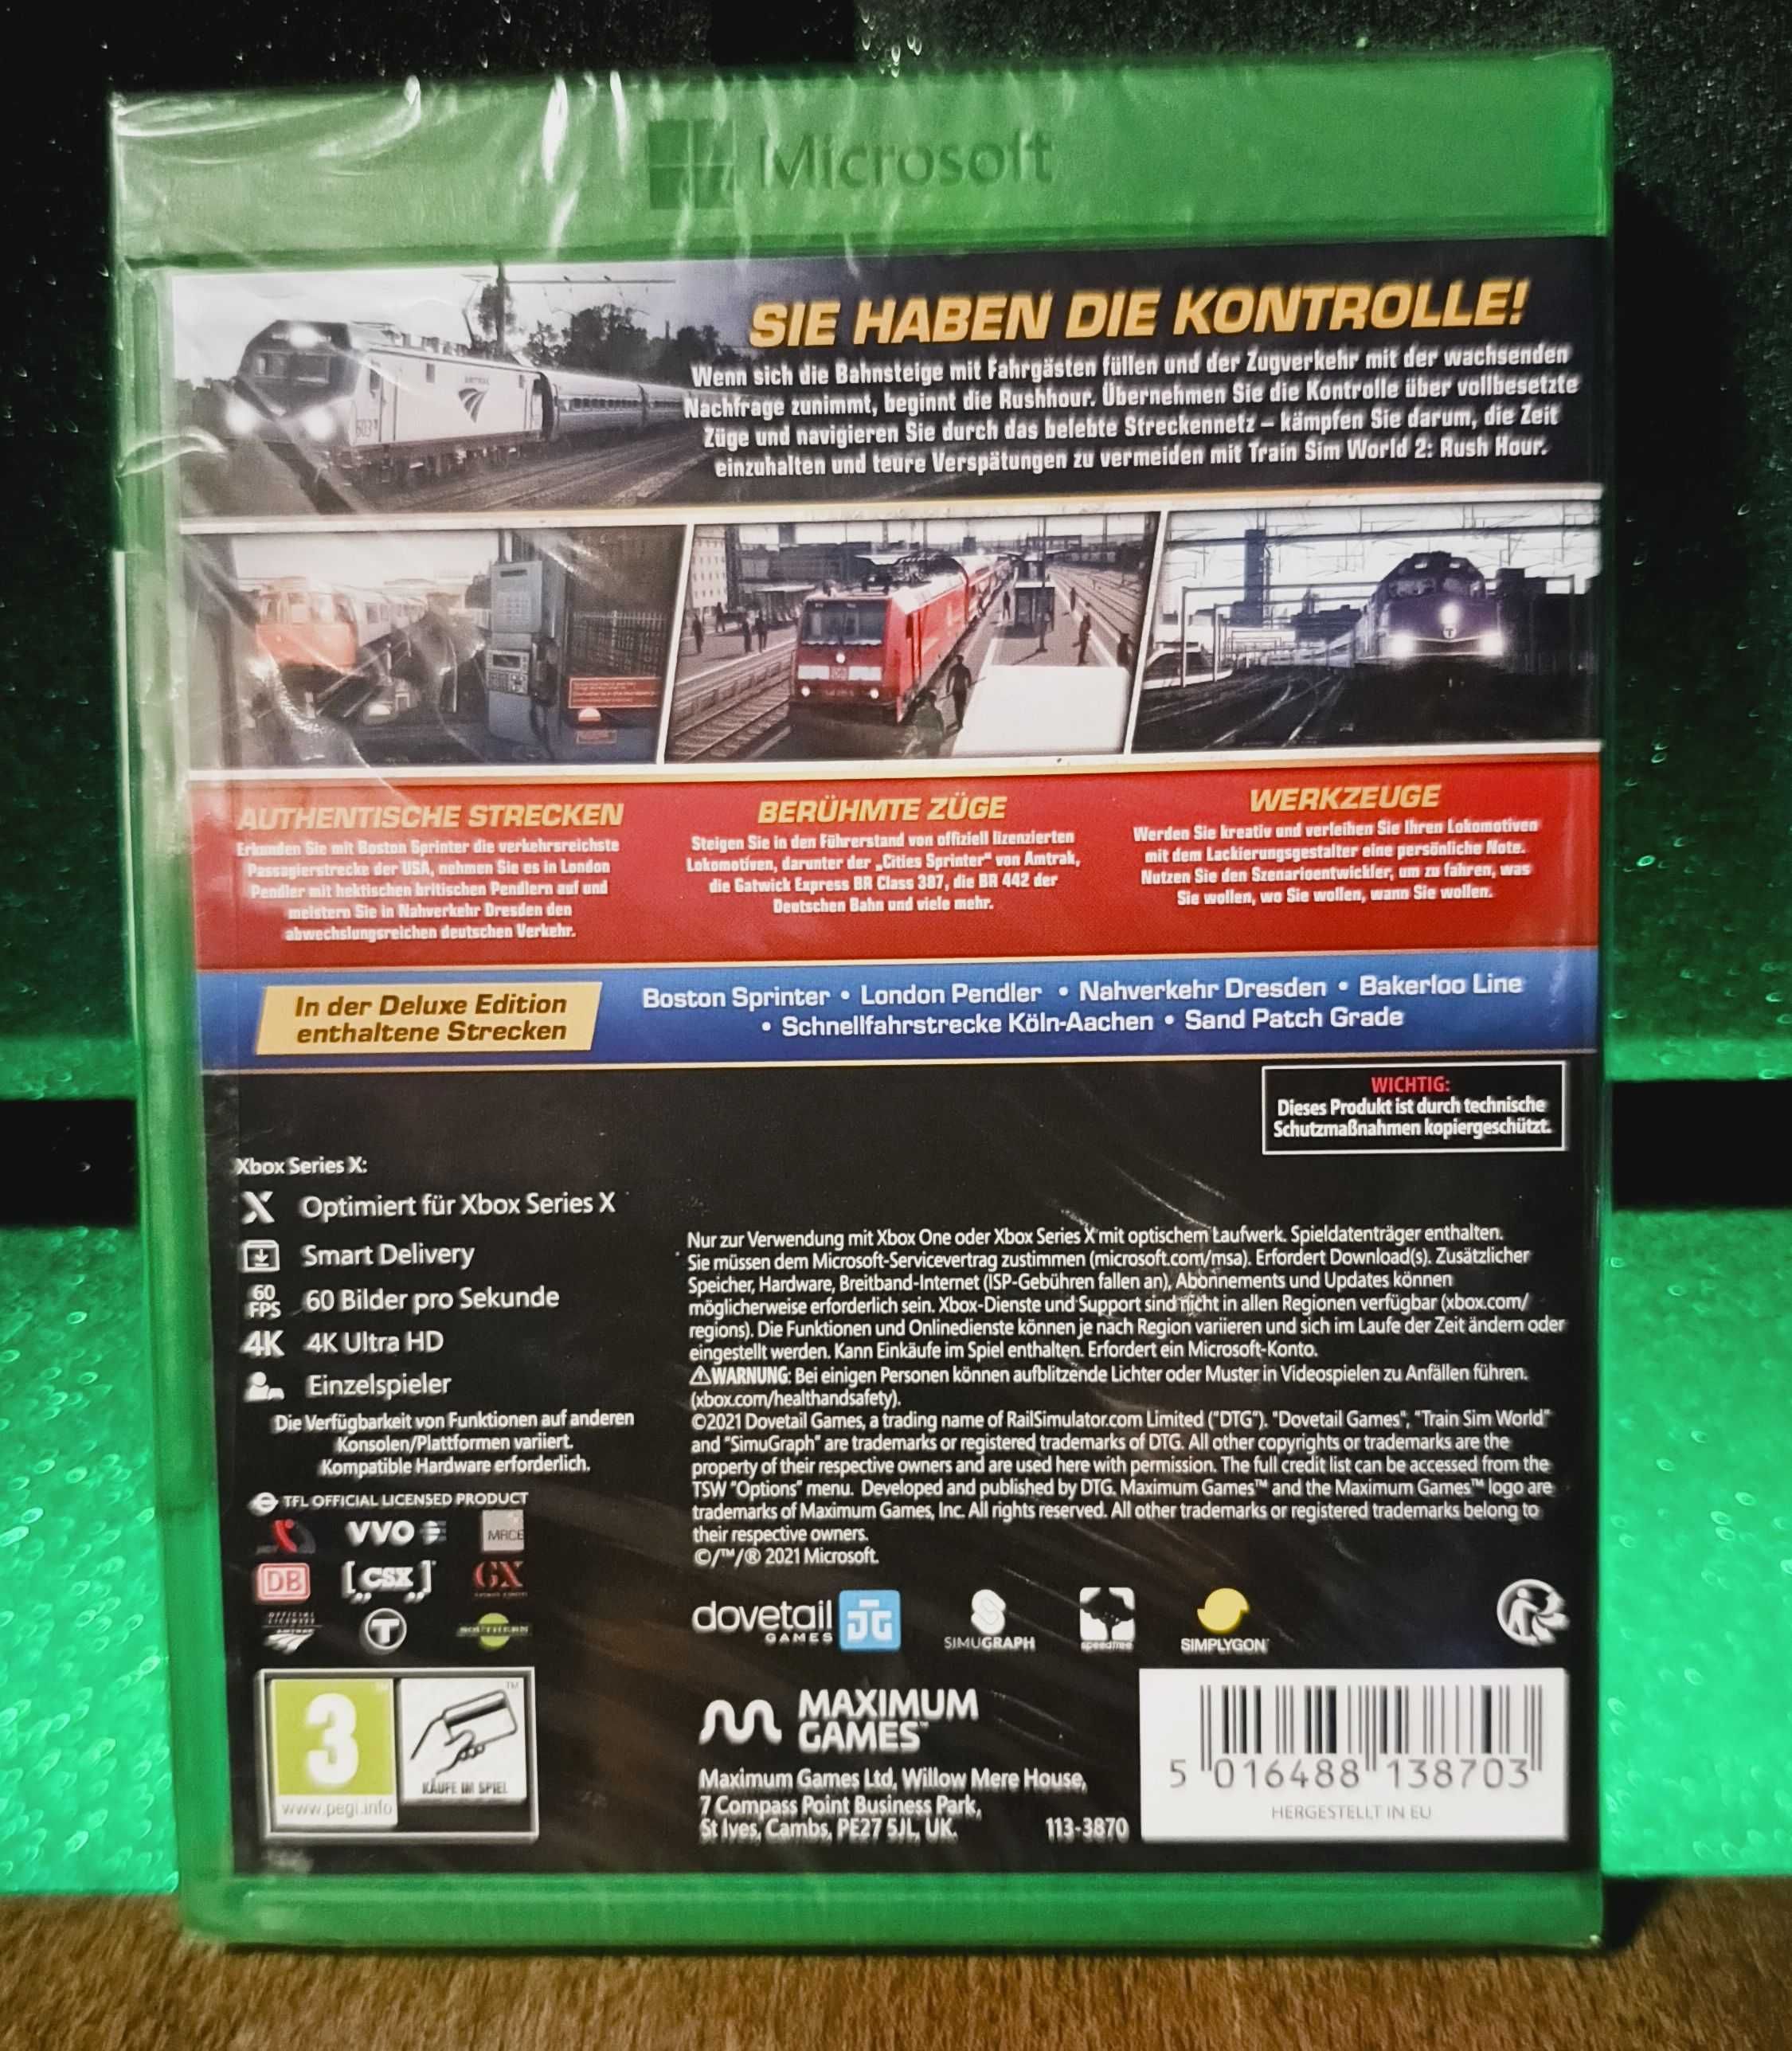 Microsoft
SIE HABEN DIE KONTROLLE!
Wenn sich die Bahnsteige mit Fahrgästen füllen und der Zugverkehr mit der wachsenden
Nachfrage zunimmt, beginnt die Rushhour. Übernehmen Sie die Kontrolle über vollbesetzte
Züge und navigieren Sie durch das belebte Streckennetz – kämpfen Sie darum, die Zeit
einzuhalten und teure Verspätungen zu vermeiden mit Train Sim World 2: Rush Hour.
AUTHENTISCHE STRECKEN
Erkunden Sie mit Boston Sprinter die verkehrsreichste
Passagierstrecke der USA, nehmen Sie es in London
Pendler mit hektischen britischen Pendlern auf und
meistern Sie in Nahverkehr Dresden den
abwechslungsreichen deutschen Verkehr.
BERÜHMTE ZÜGE
Steigen Sie in den Führerstand von offiziell lizenzierten
Lokomotiven, darunter der „Cities Sprinter" von Amtrak,
die Gatwick Express BR Class 387, die BR 442 der
Deutschen Bahn und viele mehr.
WERKZEUGE
Werden Sie kreativ und verleihen Sie Ihren Lokomotiven
mit dem Lackierungsgestalter eine persönliche Note.
Nutzen Sie den Szenarioentwickler, um zu fahren, was
Sie wollen, wo Sie wollen, wann Sie wollen.
In der Deluxe Edition
enthaltene Strecken
Boston Sprinter • London Pendler • Nahverkehr Dresden • Bakerloo Line
• Schnellfahrstrecke Köln-Aachen • Sand Patch Grade
WICHTIG:
Dieses Produkt ist durch technische
Schutzmaßnahmen kopiergeschützt.
Xbox Series X:
Optimiert für Xbox Series X
Smart Delivery
60 FPS 60 Bilder pro Sekunde
4K 4K Ultra HD
Einzelspieler
Die Verfügbarkeit von Funktionen auf anderen
Konsolen/Plattformen variiert.
Kompatible Hardware erforderlich.
TFL OFFICIAL LICENSED PRODUCT
VVO MRCE
DB [CSX] GX
T SOUTHERN
3
www.pegi.info
KÄUFE IM SPIEL
Nur zur Verwendung mit Xbox One oder Xbox Series X mit optischem Laufwerk. Spieldatenträger enthalten.
Sie müssen dem Microsoft-Servicevertrag zustimmen (microsoft.com/msa). Erfordert Download(s). Zusätzlicher
Speicher, Hardware, Breitband-Internet (ISP-Gebühren fallen an), Abonnements und Updates können
möglicherweise erforderlich sein. Xbox-Dienste und Support sind nicht in allen Regionen verfügbar (xbox.com/
regions). Die Funktionen und Onlinedienste können je nach Region variieren und sich im Laufe der Zeit ändern oder
eingestellt werden. Kann Einkäufe im Spiel enthalten. Erfordert ein Microsoft-Konto.
⚠WARNUNG: Bei einigen Personen können aufblitzende Lichter oder Muster in Videospielen zu Anfällen führen.
(xbox.com/healthandsafety).
©2021 Dovetail Games, a trading name of RailSimulator.com Limited ("DTG"). "Dovetail Games", "Train Sim World"
and "SimuGraph" are trademarks or registered trademarks of DTG. All other copyrights or trademarks are the
property of their respective owners and are used here with permission. The full credit list can be accessed from the
TSW "Options" menu. Developed and published by DTG. Maximum Games™ and the Maximum Games™ logo are
trademarks of Maximum Games, Inc. All rights reserved. All other trademarks or registered trademarks belong to
their respective owners.
©/™/® 2021 Microsoft.
dovetail GAMES
SIMUGRAPH
speedtree
SIMPLYGON
MAXIMUM
GAMES™
Maximum Games Ltd, Willow Mere House,
7 Compass Point Business Park,
St Ives, Cambs, PE27 5JL, UK.
113-3870
5 016488 138703
HERGESTELLT IN EU